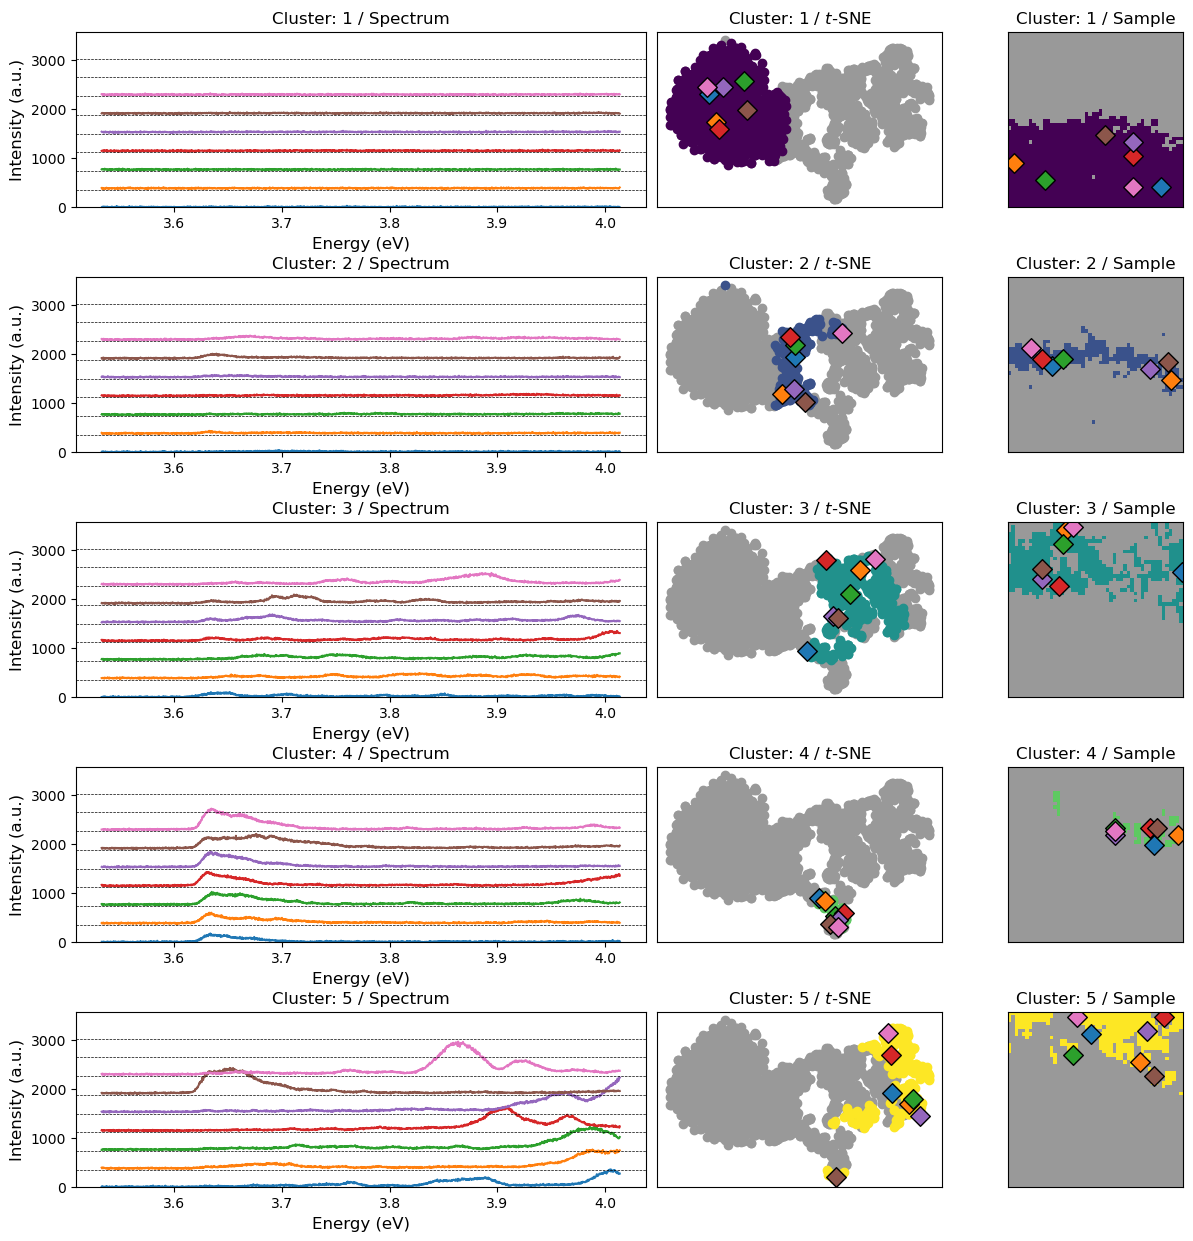 Cluster: 1 / Spectrum
Cluster: 1 / t-SNE
Cluster: 1 / Sample
Intensity (a.u.)
3000
2000
1000
0
3.6 3.7 3.8 3.9 4.0
Energy (eV)
Cluster: 2 / Spectrum
Cluster: 2 / t-SNE
Cluster: 2 / Sample
Intensity (a.u.)
3000
2000
1000
0
3.6 3.7 3.8 3.9 4.0
Energy (eV)
Cluster: 3 / Spectrum
Cluster: 3 / t-SNE
Cluster: 3 / Sample
Intensity (a.u.)
3000
2000
1000
0
3.6 3.7 3.8 3.9 4.0
Energy (eV)
Cluster: 4 / Spectrum
Cluster: 4 / t-SNE
Cluster: 4 / Sample
Intensity (a.u.)
3000
2000
1000
0
3.6 3.7 3.8 3.9 4.0
Energy (eV)
Cluster: 5 / Spectrum
Cluster: 5 / t-SNE
Cluster: 5 / Sample
Intensity (a.u.)
3000
2000
1000
0
3.6 3.7 3.8 3.9 4.0
Energy (eV)